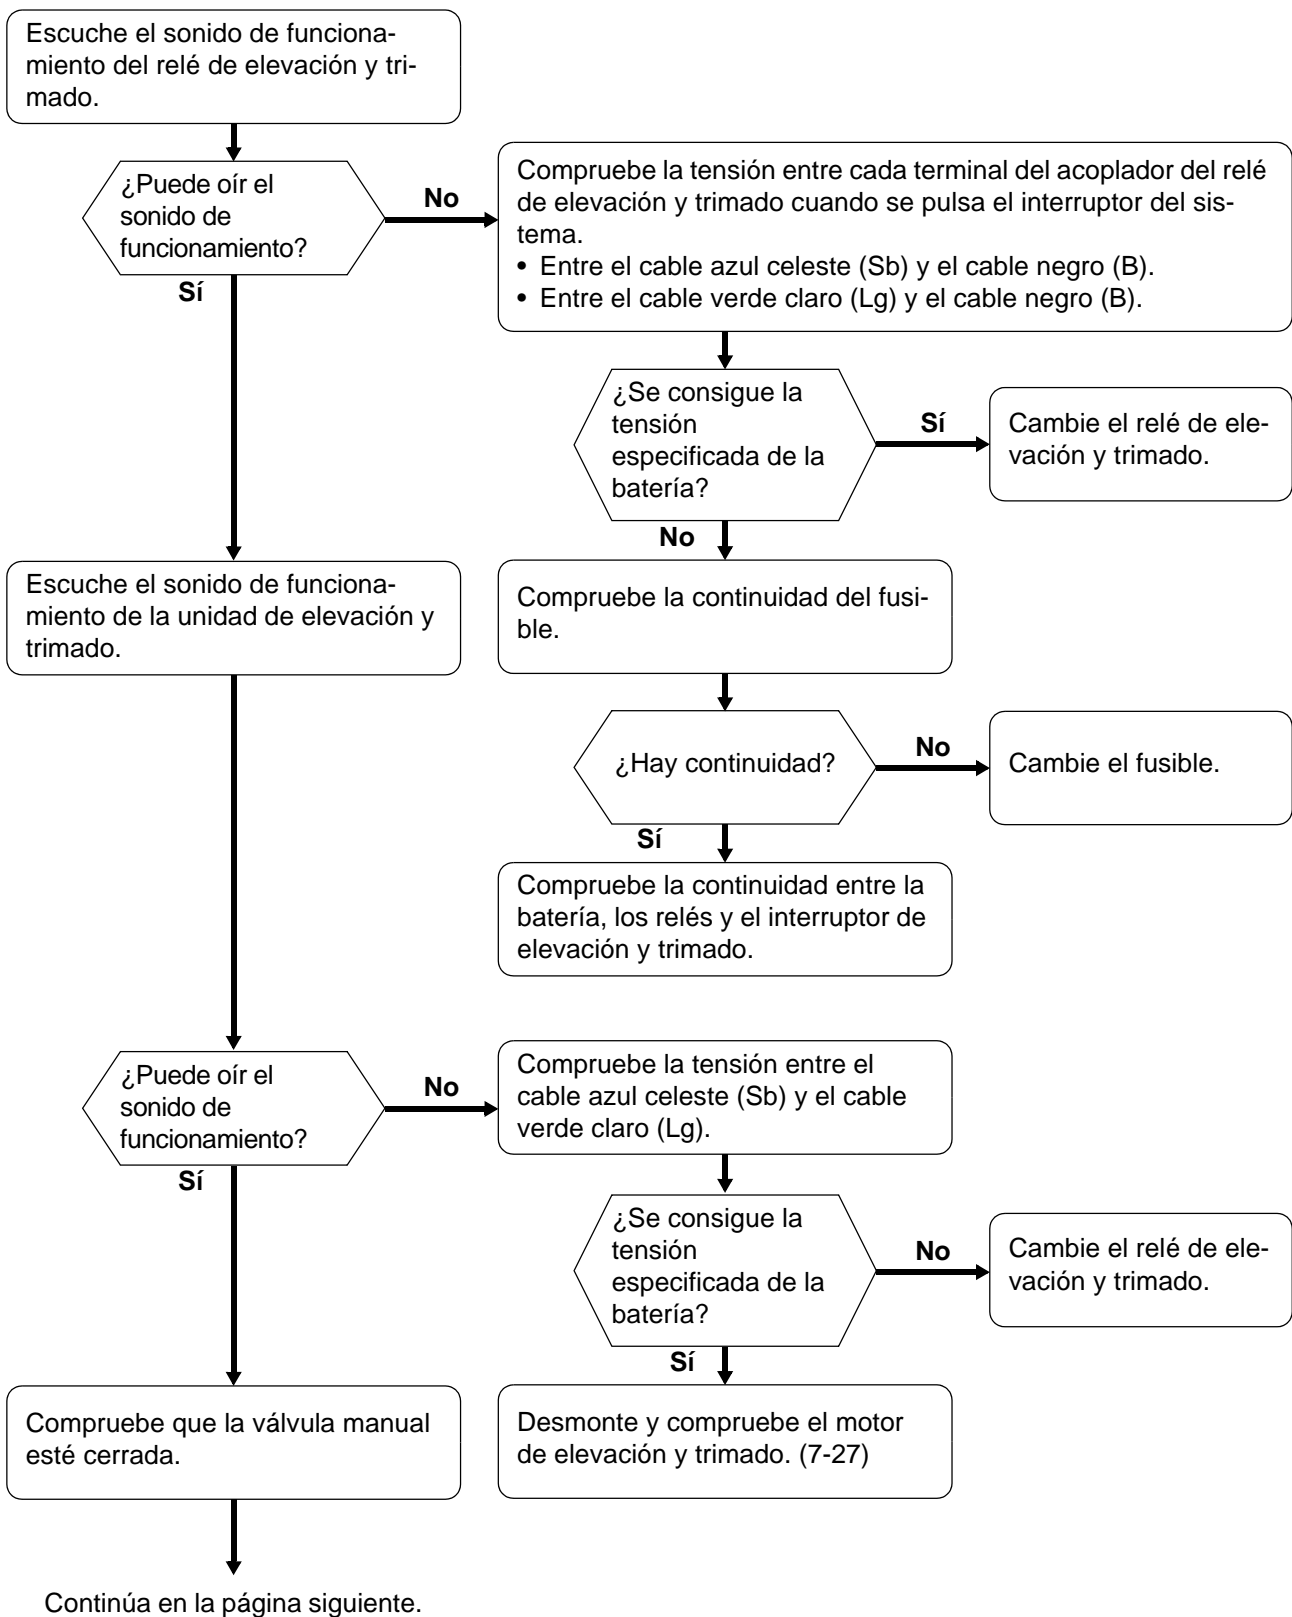 Escuche el sonido de funciona-
miento del relé de elevación y tri-
mado.
¿Puede oír el
sonido de
funcionamiento?
No
Sí
Compruebe la tensión entre cada terminal del acoplador del relé
de elevación y trimado cuando se pulsa el interruptor del sis-
tema.
• Entre el cable azul celeste (Sb) y el cable negro (B).
• Entre el cable verde claro (Lg) y el cable negro (B).
¿Se consigue la
tensión
especificada de la
batería?
Sí
Cambie el relé de ele-
vación y trimado.
No
Escuche el sonido de funciona-
miento de la unidad de elevación y
trimado.
Compruebe la continuidad del fusi-
ble.
¿Hay continuidad?
No
Cambie el fusible.
Sí
Compruebe la continuidad entre la
batería, los relés y el interruptor de
elevación y trimado.
¿Puede oír el
sonido de
funcionamiento?
No
Sí
Compruebe la tensión entre el
cable azul celeste (Sb) y el cable
verde claro (Lg).
¿Se consigue la
tensión
especificada de la
batería?
No
Cambie el relé de ele-
vación y trimado.
Sí
Compruebe que la válvula manual
esté cerrada.
Desmonte y compruebe el motor
de elevación y trimado. (7-27)
Continúa en la página siguiente.